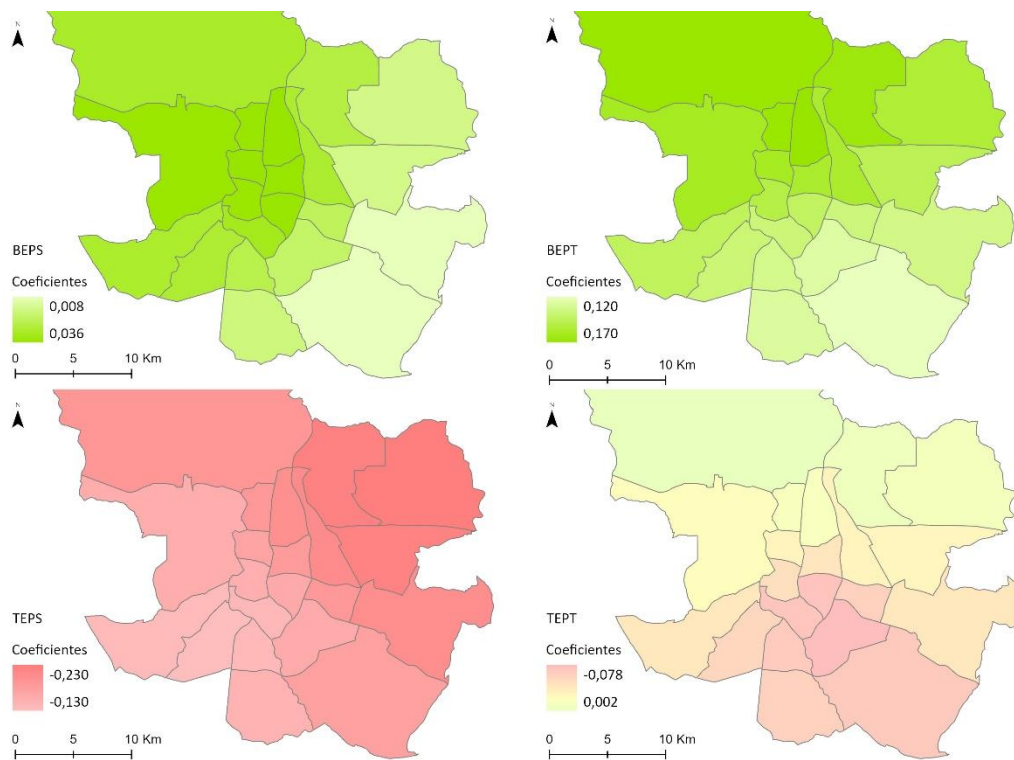 N
BEPS
Coeficientes
0,008
0,036
0 5 10 Km
N
BEPT
Coeficientes
0,120
0,170
0 5 10 Km
N
TEPS
Coeficientes
-0,230
-0,130
0 5 10 Km
N
TEPT
Coeficientes
-0,078
0,002
0 5 10 Km